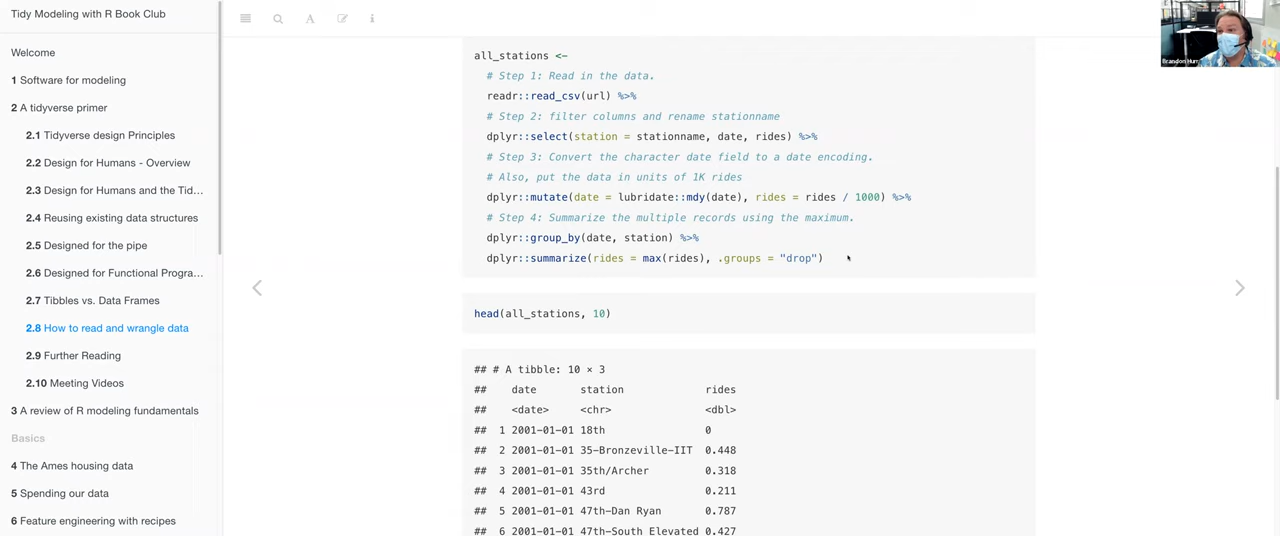 Tidy Modeling with R Book Club
Welcome
1 Software for modeling
2 A tidyverse primer
2.1 Tidyverse design Principles
2.2 Design for Humans - Overview
2.3 Design for Humans and the Tid…
2.4 Reusing existing data structures
2.5 Designed for the pipe
2.6 Designed for Functional Progra…
2.7 Tibbles vs. Data Frames
2.8 How to read and wrangle data
2.9 Further Reading
2.10 Meeting Videos
3 A review of R modeling fundamentals
Basics
4 The Ames housing data
5 Spending our data
6 Feature engineering with recipes
all_stations <-
# Step 1: Read in the data.
readr::read_csv(url) %>%
# Step 2: filter columns and rename stationname
dplyr::select(station = stationname, date, rides) %>%
# Step 3: Convert the character date field to a date encoding.
# Also, put the data in units of 1K rides
dplyr::mutate(date = lubridate::mdy(date), rides = rides / 1000) %>%
# Step 4: Summarize the multiple records using the maximum.
dplyr::group_by(date, station) %>%
dplyr::summarize(rides = max(rides), .groups = "drop")
head(all_stations, 10)
## # A tibble: 10 × 3
## date station rides
## <date> <chr> <dbl>
## 1 2001-01-01 18th 0
## 2 2001-01-01 35-Bronzeville-IIT 0.448
## 3 2001-01-01 35th/Archer 0.318
## 4 2001-01-01 43rd 0.211
## 5 2001-01-01 47th-Dan Ryan 0.787
## 6 2001-01-01 47th-South Elevated 0.427
Brandon